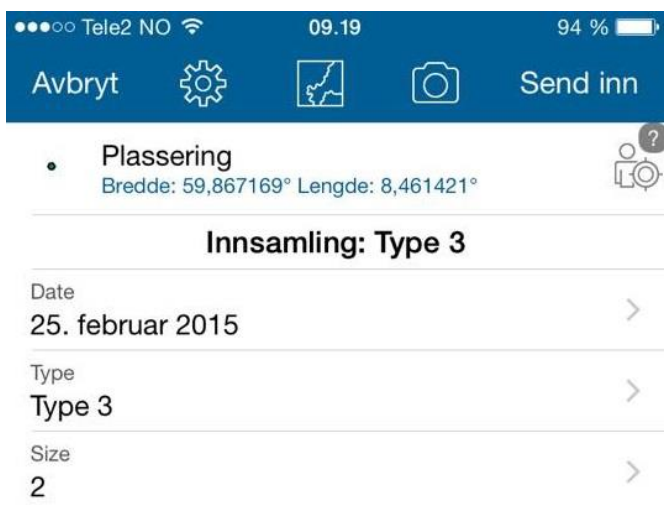 Tele2 NO 09.19 94 %
Avbryt Send inn
Plassering
Bredde: 59,867169° Lengde: 8,461421°
?
Innsamling: Type 3
Date
25. februar 2015
Type
Type 3
Size
2